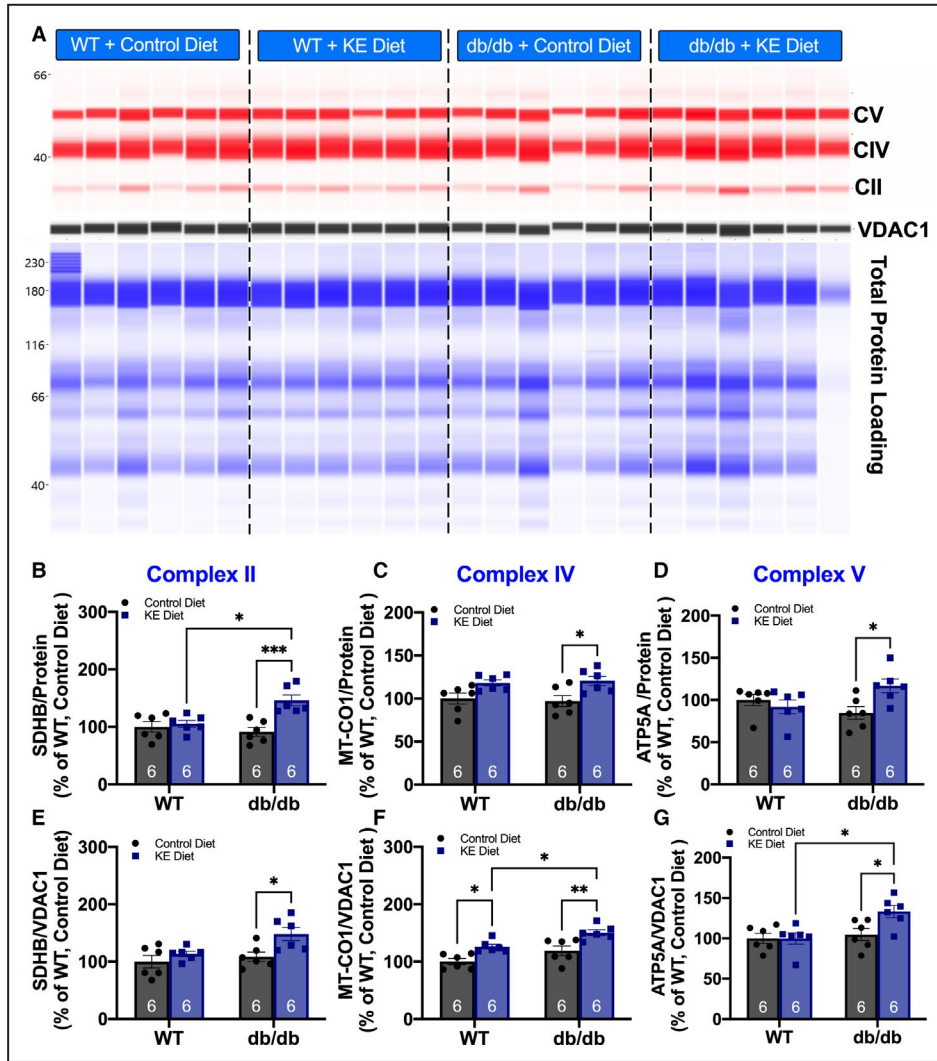 A
WT + Control Diet
WT + KE Diet
db/db + Control Diet
db/db + KE Diet
66
40
CV
CIV
CII
VDAC1
230
180
116
66
40
Total Protein Loading
B
Complex II
Control Diet
KE Diet
SDHB/Protein
(% of WT, Control Diet )
300
200
100
0
*
***
6
6
6
6
WT
db/db
C
Complex IV
Control Diet
KE Diet
MT-CO1/Protein
(% of WT, Control Diet )
200
150
100
50
0
*
6
6
6
6
WT
db/db
D
Complex V
Control Diet
KE Diet
ATP5A /Protein
(% of WT, Control Diet )
200
150
100
50
0
*
6
6
6
6
WT
db/db
E
Control Diet
KE Diet
SDHB/VDAC1
(% of WT, Control Diet )
300
200
100
0
*
6
6
6
6
WT
db/db
F
Control Diet
KE Diet
MT-CO1/VDAC1
(% of WT, Control Diet )
300
200
100
0
*
*
**
6
6
6
6
WT
db/db
G
Control Diet
KE Diet
ATP5A/VDAC1
(% of WT, Control Diet )
200
150
100
50
0
*
*
6
6
6
6
WT
db/db